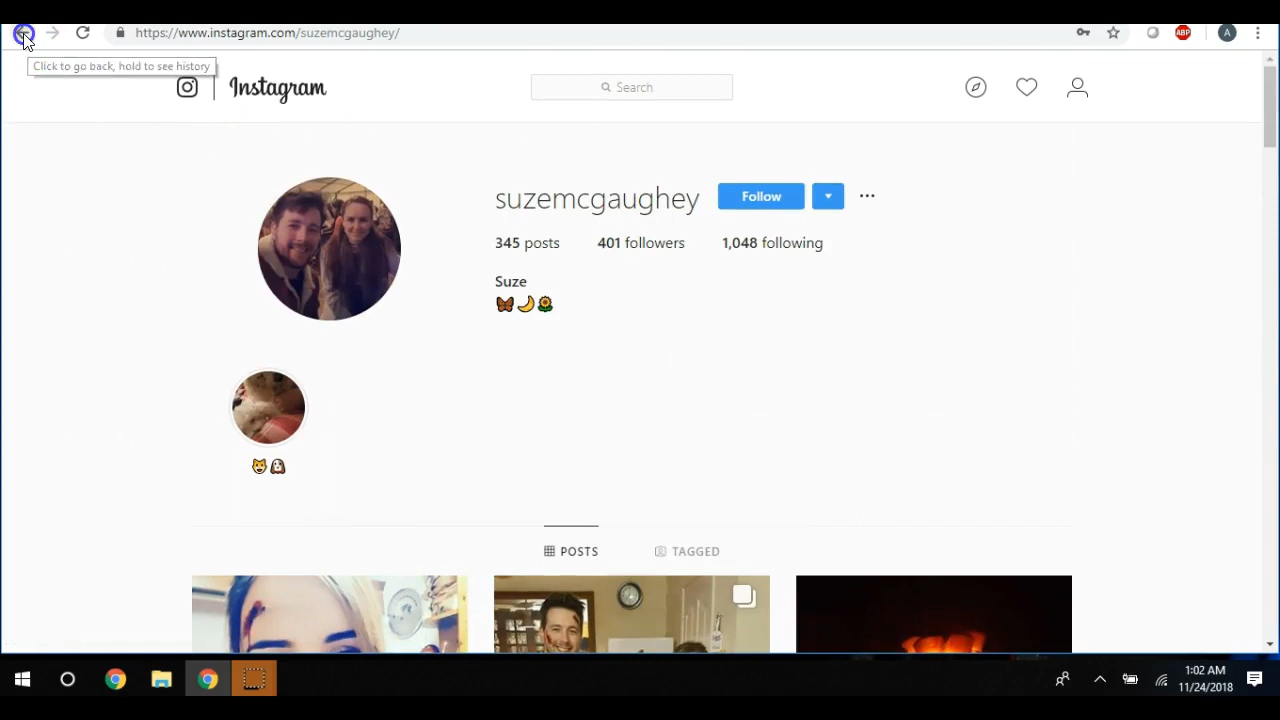 https://www.instagram.com/suzemcgaughey/
ABP
A
Click to go back, hold to see history
Instagram
Search
suzemcgaughey
Follow
345 posts
401 followers
1,048 following
Suze
POSTS
TAGGED
1:02 AM
11/24/2018